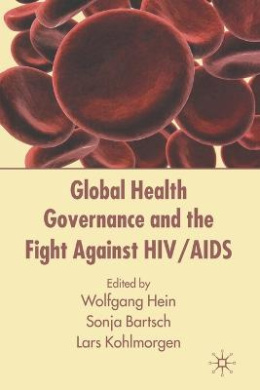 Global Health
Governance and the
Fight Against HIV/AIDS
Edited by
Wolfgang Hein
Sonja Bartsch
Lars Kohlmorgen